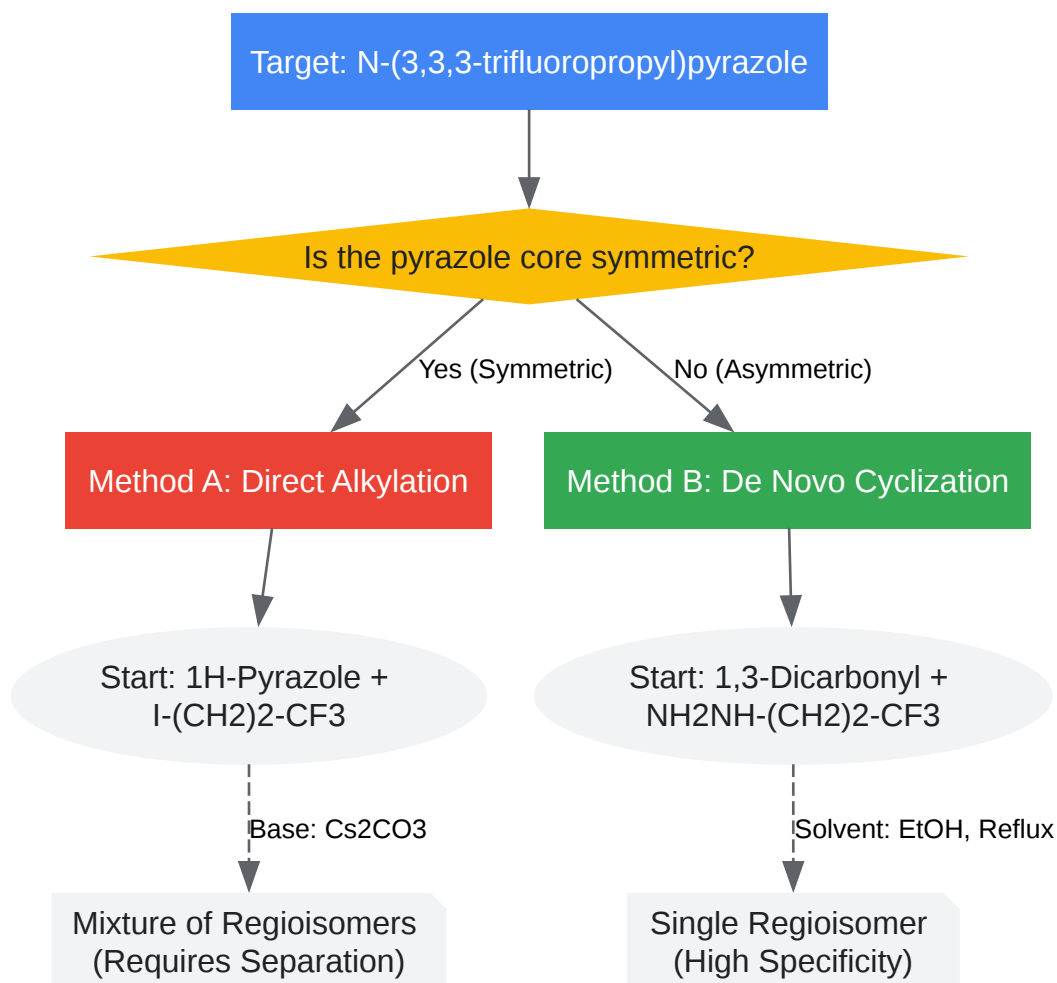 Target: N-(3,3,3-trifluoropropyl)pyrazole
Is the pyrazole core symmetric?
Yes (Symmetric)
No (Asymmetric)
Method A: Direct Alkylation
Method B: De Novo Cyclization
Start: 1H-Pyrazole +
I-(CH2)2-CF3
Start: 1,3-Dicarbonyl +
NH2NH-(CH2)2-CF3
Base: Cs2CO3
Solvent: EtOH, Reflux
Mixture of Regioisomers
(Requires Separation)
Single Regioisomer
(High Specificity)